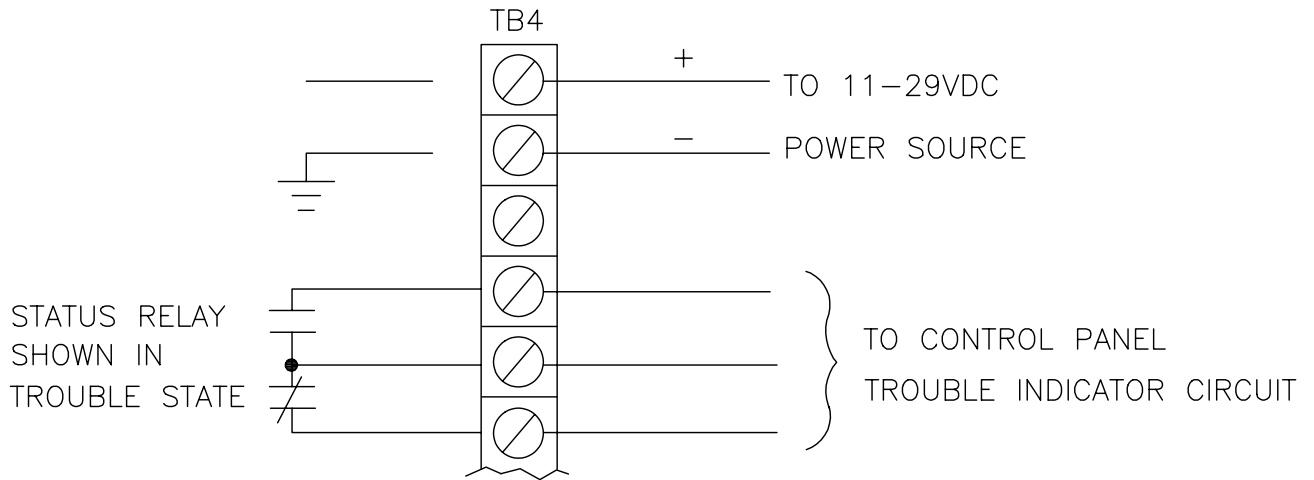 TB4
+
TO 11-29VDC
-
POWER SOURCE
STATUS RELAY
SHOWN IN
TROUBLE STATE
TO CONTROL PANEL
TROUBLE INDICATOR CIRCUIT